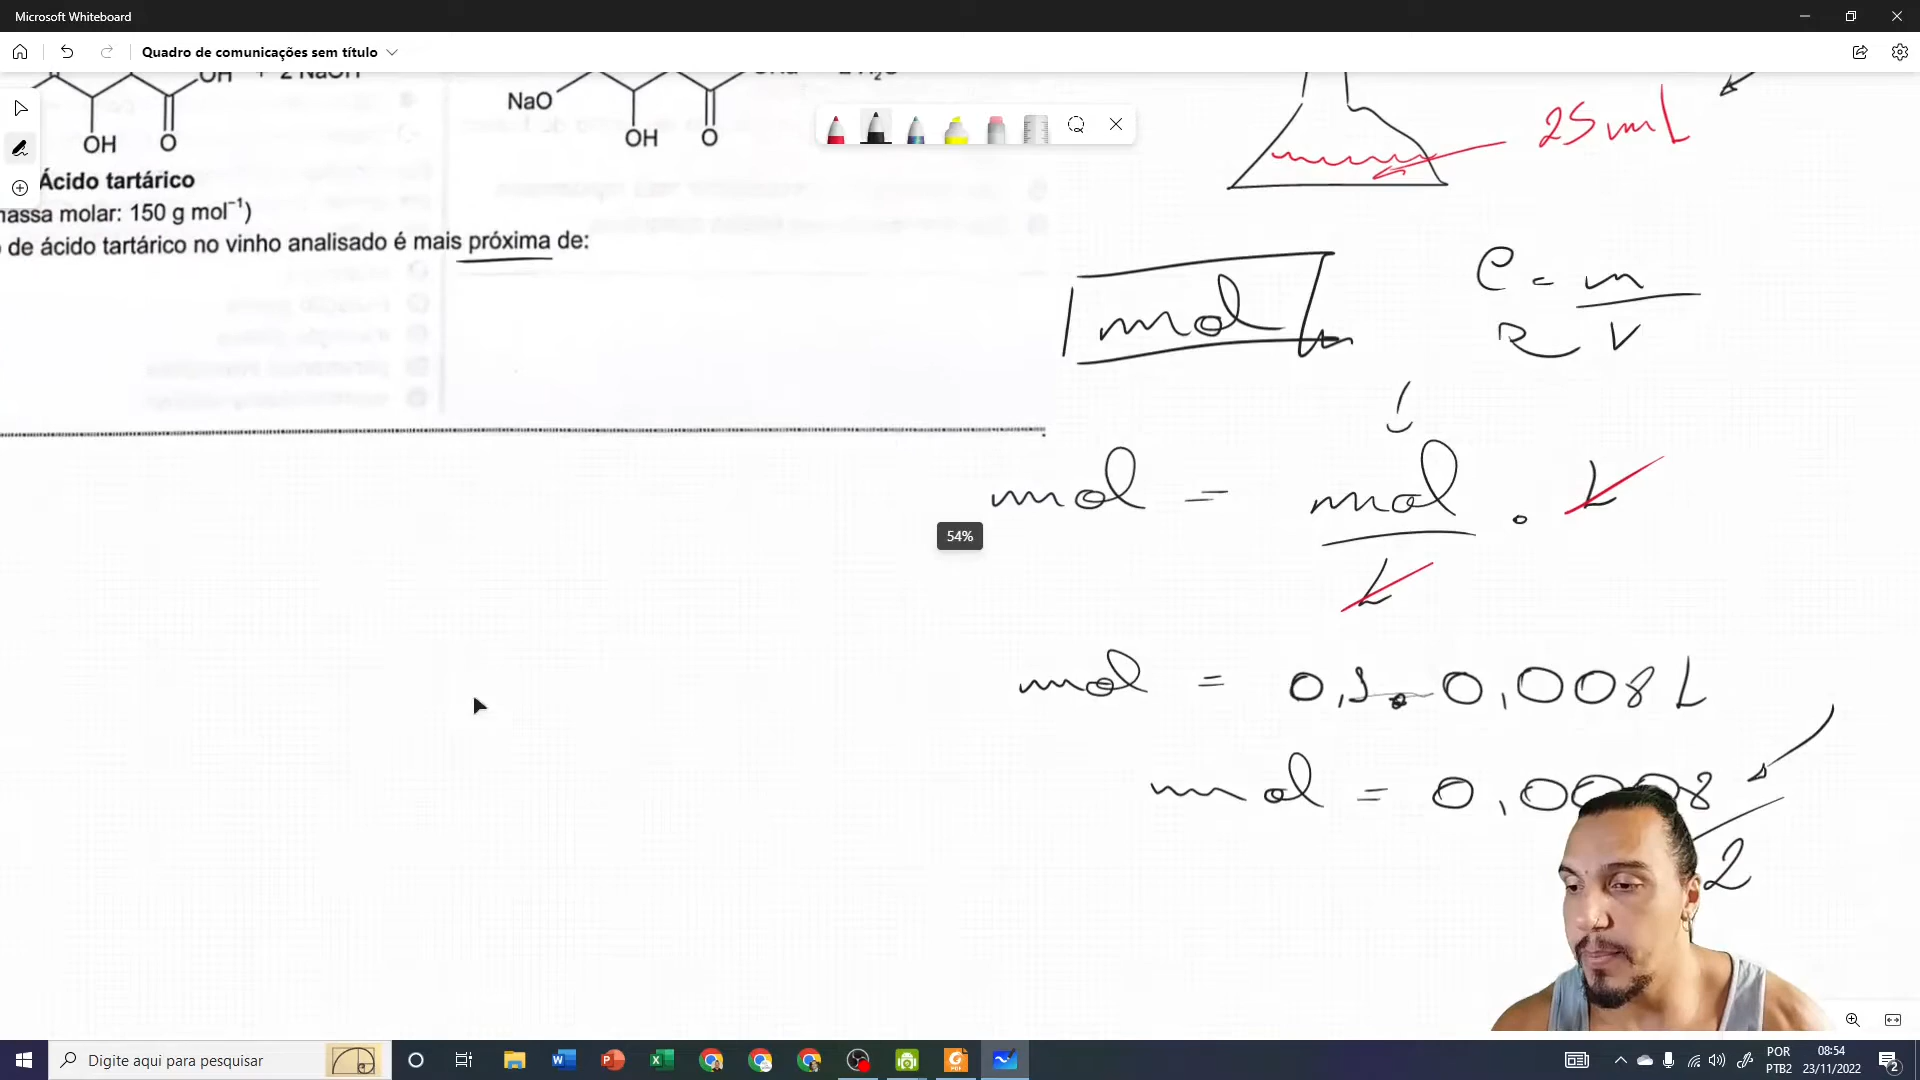 Microsoft Whiteboard
Quadro de comunicações sem título
OH + 2 NaOH
NaO
OH
O
OH
O
Ácido tartárico
massa molar: 150 g mol⁻¹)
de ácido tartárico no vinho analisado é mais próxima de:
25 mL
mol
C = m
V
mol = mol . L
L
54%
mol = 0,1 . 0,008 L
mol = 0,0008
2
Digite aqui para pesquisar
POR
PTB2
08:54
23/11/2022
2